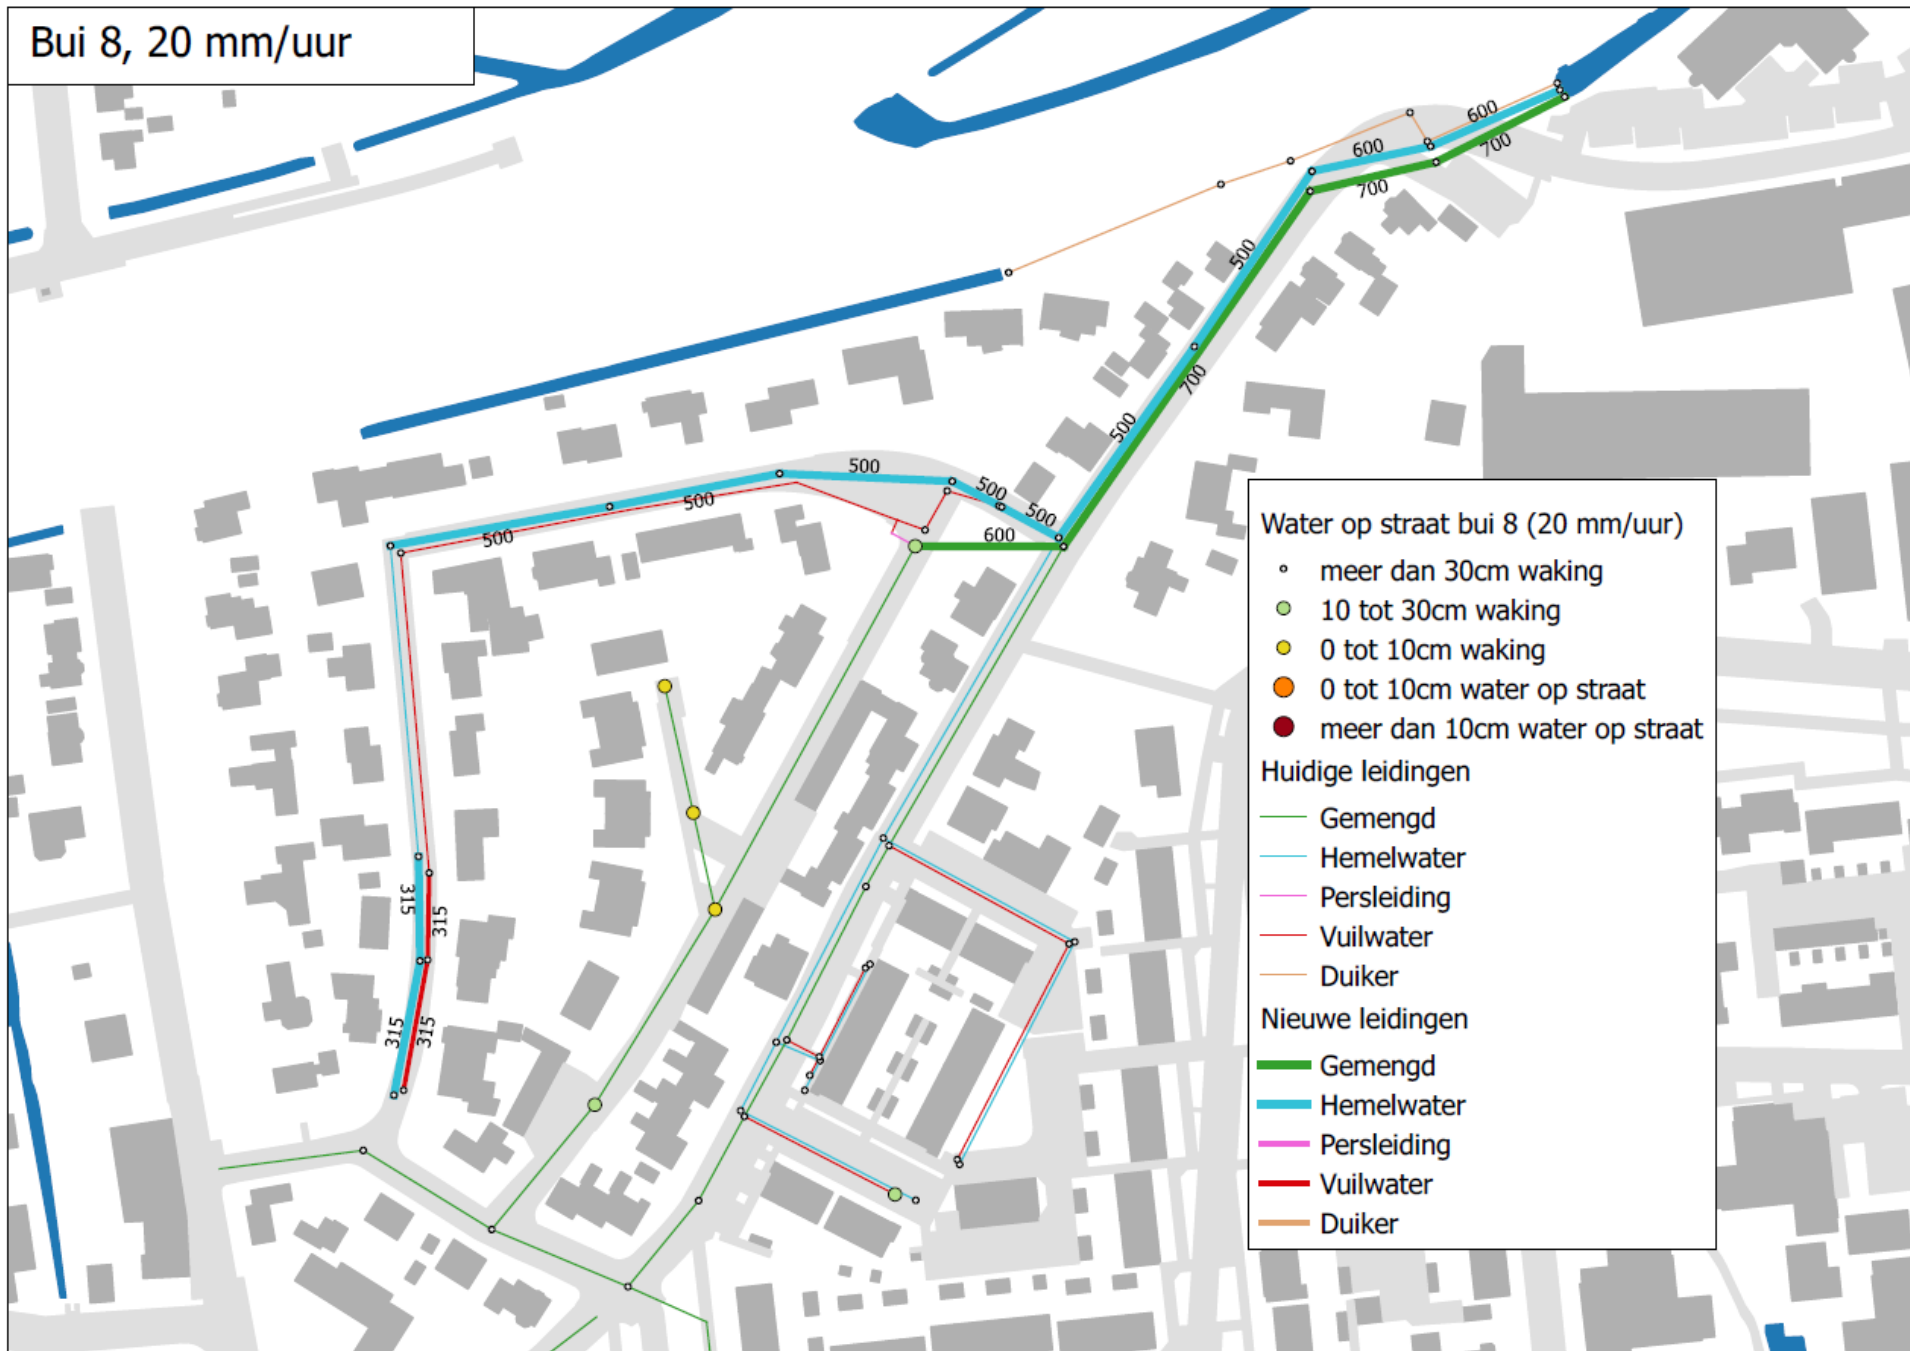 Bui 8, 20 mm/uur
600
600
700
700
500
700
500
500
500
500
500
500
600
500
315
315
315
315
Water op straat bui 8 (20 mm/uur)
meer dan 30cm waking
10 tot 30cm waking
0 tot 10cm waking
0 tot 10cm water op straat
meer dan 10cm water op straat
Huidige leidingen
Gemengd
Hemelwater
Persleiding
Vuilwater
Duiker
Nieuwe leidingen
Gemengd
Hemelwater
Persleiding
Vuilwater
Duiker